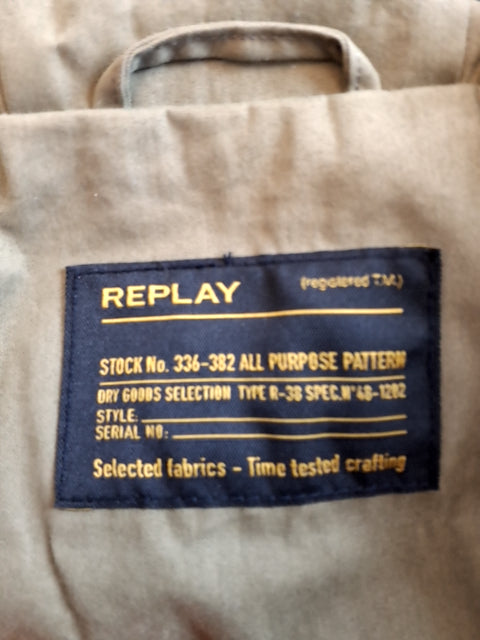 REPLAY (registered T.M.)
STOCK No. 336-382 ALL PURPOSE PATTERN
DRY GOODS SELECTION TYPE R-38 SPEC.N°48-1202
STYLE:
SERIAL NO:
Selected fabrics - Time tested crafting